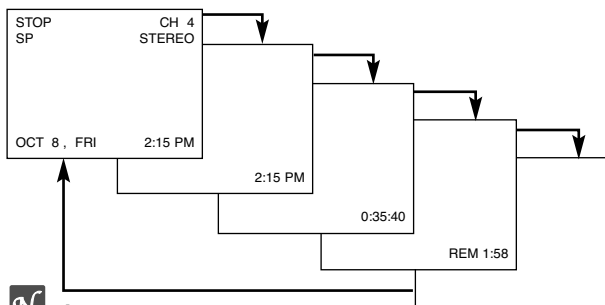 STOP CH 4
SP STEREO
OCT 8 , FRI 2:15 PM
2:15 PM
0:35:40
REM 1:58
N